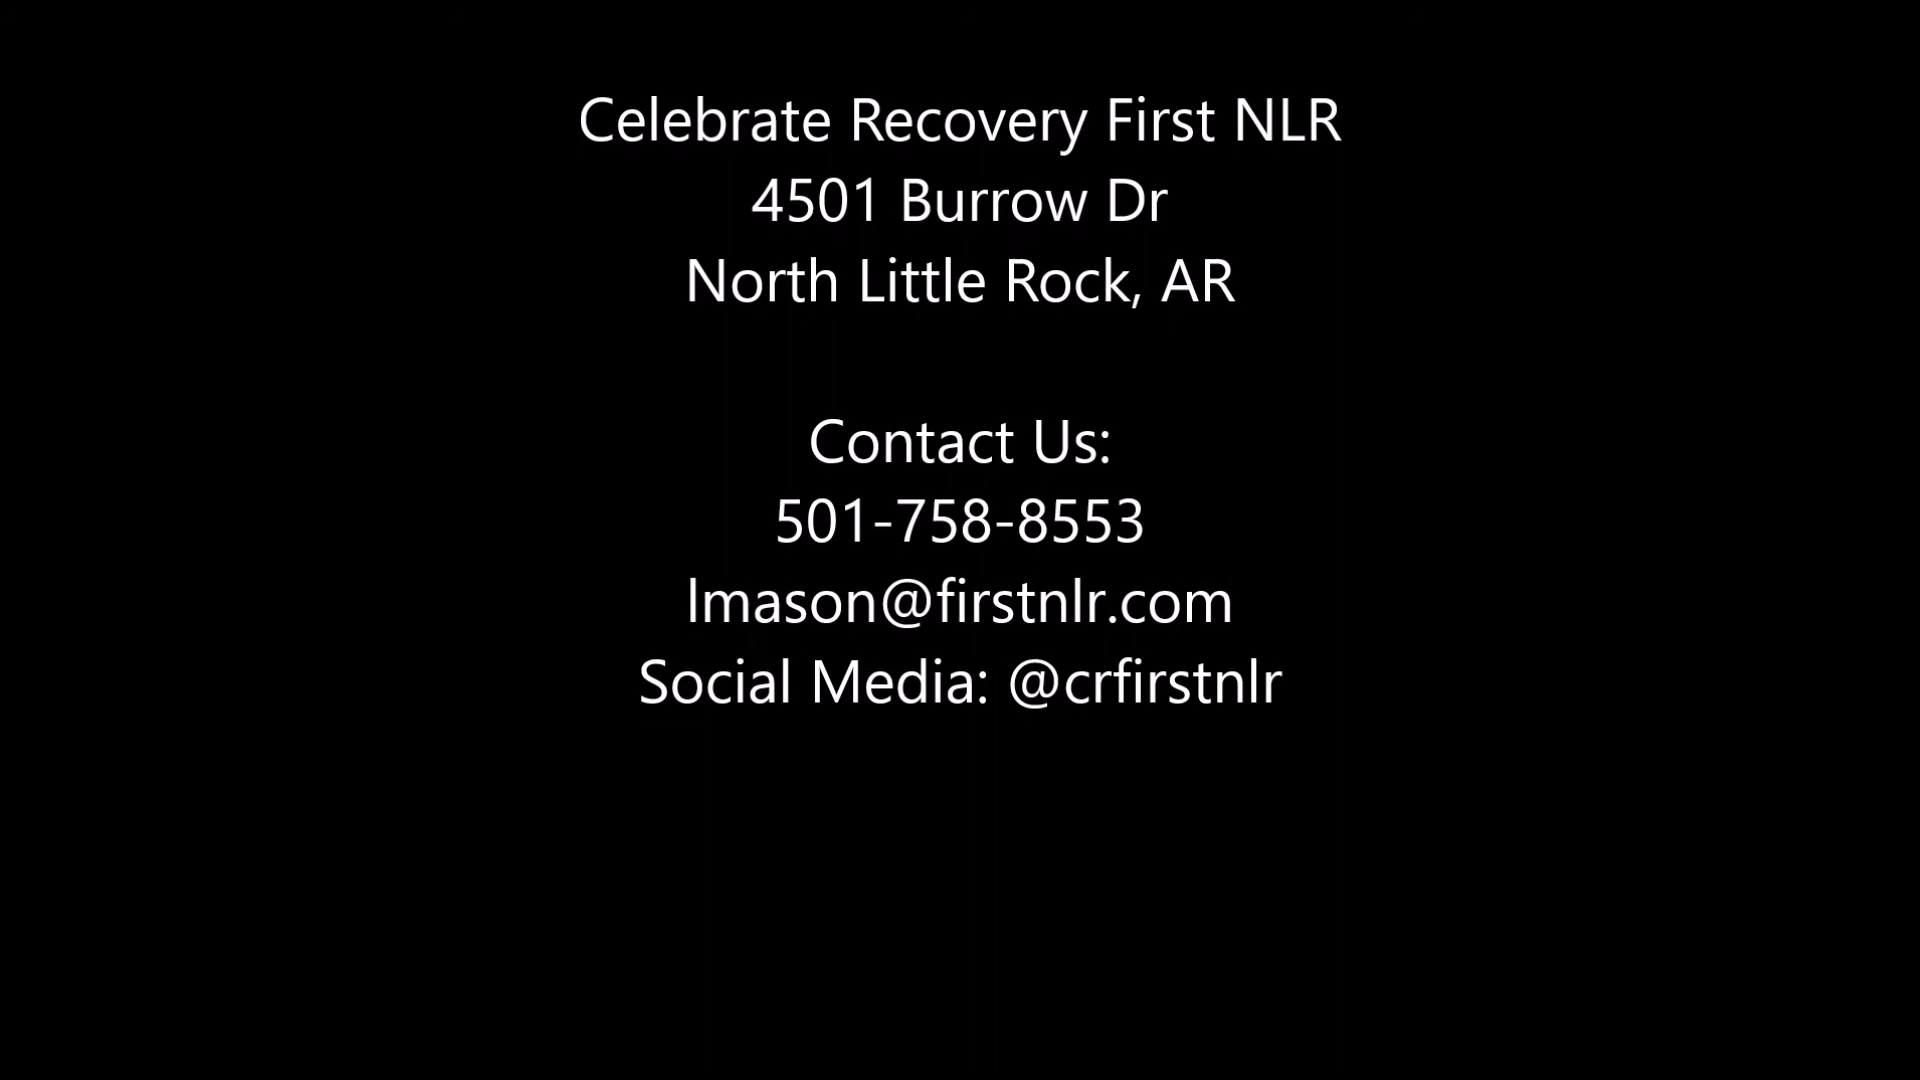 Celebrate Recovery First NLR
4501 Burrow Dr
North Little Rock, AR
Contact Us:
501-758-8553
lmason@firstnlr.com
Social Media: @crfirstnlr